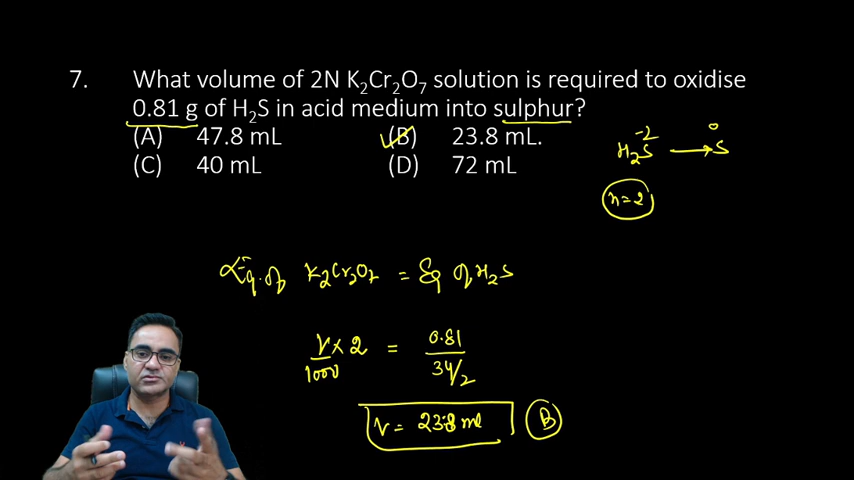 7. What volume of 2N K₂Cr₂O₇ solution is required to oxidise
0.81 g of H₂S in acid medium into sulphur?
(A) 47.8 mL (B) 23.8 mL.
(C) 40 mL (D) 72 mL
-2 0
H₂S → S
n=2
Eq. of K₂Cr₂O₇ = Eq of H₂S
V/1000 × 2 = 0.81/34/2
V = 23.8 ml B